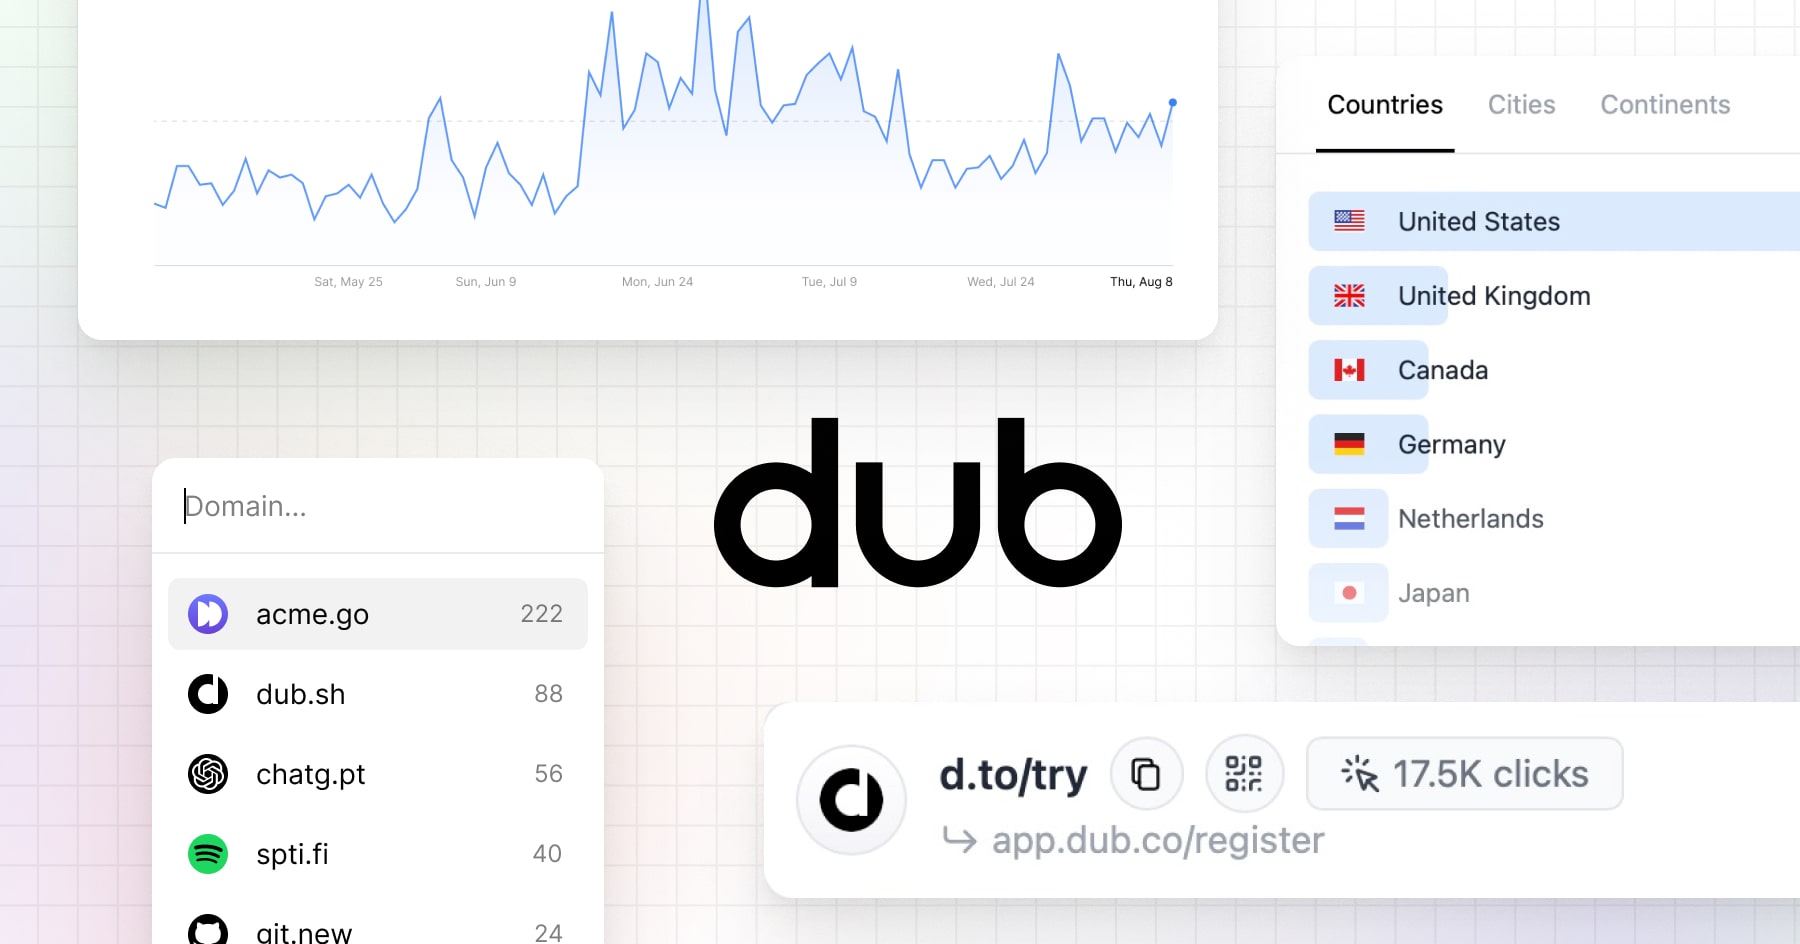 Sat, May 25
Sun, Jun 9
Mon, Jun 24
Tue, Jul 9
Wed, Jul 24
Thu, Aug 8
Countries
Cities
Continents
United States
United Kingdom
Canada
Germany
Netherlands
Japan
dub
Domain...
acme.go 222
dub.sh 88
chatg.pt 56
spti.fi 40
git.new 24
d.to/try
17.5K clicks
app.dub.co/register